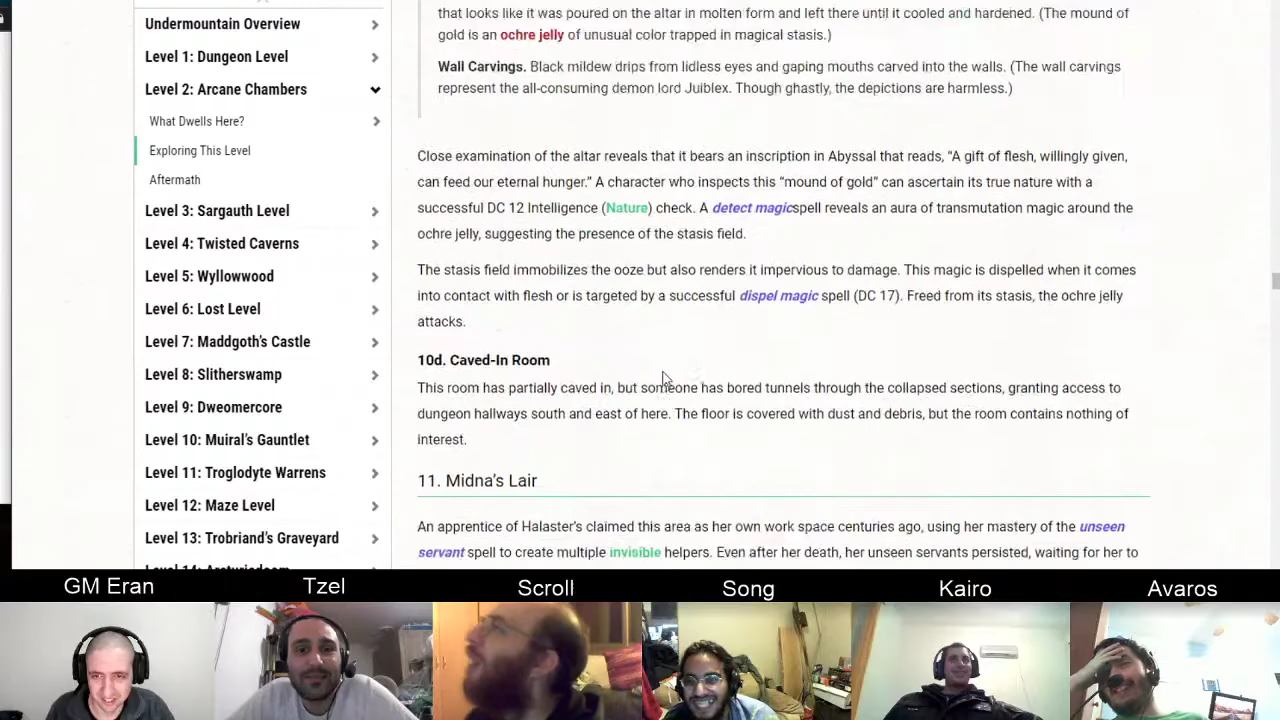 Undermountain Overview
Level 1: Dungeon Level
Level 2: Arcane Chambers
What Dwells Here?
Exploring This Level
Aftermath
Level 3: Sargauth Level
Level 4: Twisted Caverns
Level 5: Wyllowwood
Level 6: Lost Level
Level 7: Maddgoth's Castle
Level 8: Slitherswamp
Level 9: Dweomercore
Level 10: Muiral's Gauntlet
Level 11: Troglodyte Warrens
Level 12: Maze Level
Level 13: Trobriand's Graveyard
that looks like it was poured on the altar in molten form and left there until it cooled and hardened. (The mound of
gold is an ochre jelly of unusual color trapped in magical stasis.)
Wall Carvings. Black mildew drips from lidless eyes and gaping mouths carved into the walls. (The wall carvings
represent the all-consuming demon lord Juiblex. Though ghastly, the depictions are harmless.)
Close examination of the altar reveals that it bears an inscription in Abyssal that reads, “A gift of flesh, willingly given,
can feed our eternal hunger.” A character who inspects this “mound of gold” can ascertain its true nature with a
successful DC 12 Intelligence (Nature) check. A detect magicspell reveals an aura of transmutation magic around the
ochre jelly, suggesting the presence of the stasis field.
The stasis field immobilizes the ooze but also renders it impervious to damage. This magic is dispelled when it comes
into contact with flesh or is targeted by a successful dispel magic spell (DC 17). Freed from its stasis, the ochre jelly
attacks.
10d. Caved-In Room
This room has partially caved in, but someone has bored tunnels through the collapsed sections, granting access to
dungeon hallways south and east of here. The floor is covered with dust and debris, but the room contains nothing of
interest.
11. Midna's Lair
An apprentice of Halaster's claimed this area as her own work space centuries ago, using her mastery of the unseen
servant spell to create multiple invisible helpers. Even after her death, her unseen servants persisted, waiting for her to
GM Eran
Tzel
Scroll
Song
Kairo
Avaros